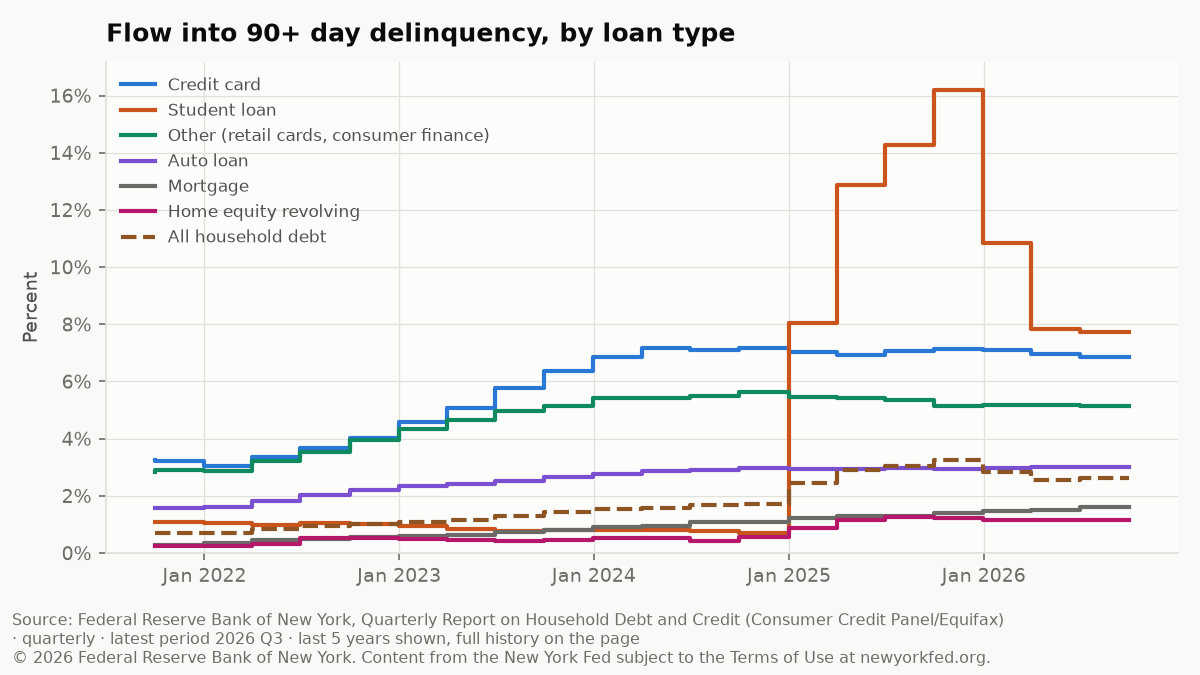 Flow into 90+ day delinquency, by loan type
Credit card
Student loan
Other (retail cards, consumer finance)
Auto loan
Mortgage
Home equity revolving
All household debt
Percent
16%
14%
12%
10%
8%
6%
4%
2%
0%
Jan 2022
Jan 2023
Jan 2024
Jan 2025
Jan 2026
Source: Federal Reserve Bank of New York, Quarterly Report on Household Debt and Credit (Consumer Credit Panel/Equifax)
· quarterly · latest period 2026 Q3 · last 5 years shown, full history on the page
© 2026 Federal Reserve Bank of New York. Content from the New York Fed subject to the Terms of Use at newyorkfed.org.